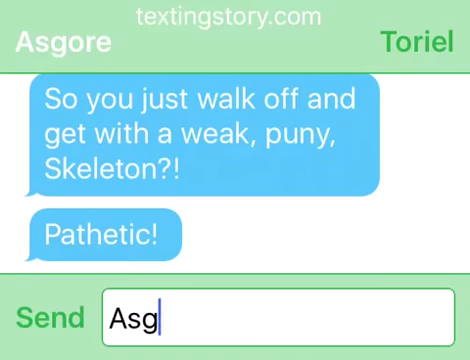 textingstory.com
Asgore
Toriel
So you just walk off and
get with a weak, puny,
Skeleton?!
Pathetic!
Send
Asg